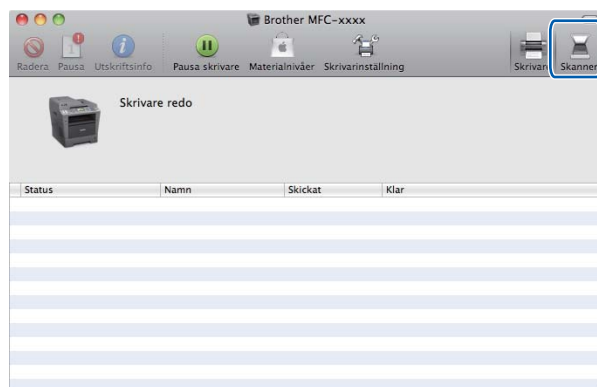 Brother MFC-xxxx
Radera Pausa Utskriftsinfo Pausa skrivare Materialnivåer Skrivarinställning Skrivare Skanner
Skrivare redo
Status Namn Skickat Klar